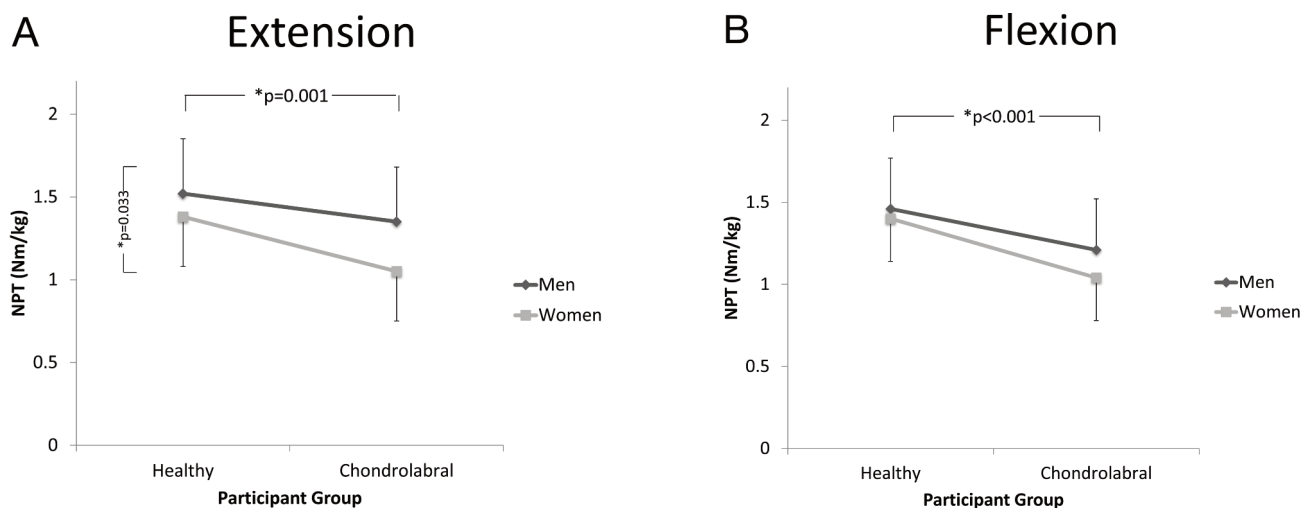 A
Extension
*p=0.001
2
1.5
1
0.5
0
*p=0.033
NPT (Nm/kg)
Men
Women
Healthy
Chondrolabral
Participant Group
B
Flexion
*p<0.001
2
1.5
1
0.5
0
NPT (Nm/kg)
Men
Women
Healthy
Chondrolabral
Participant Group